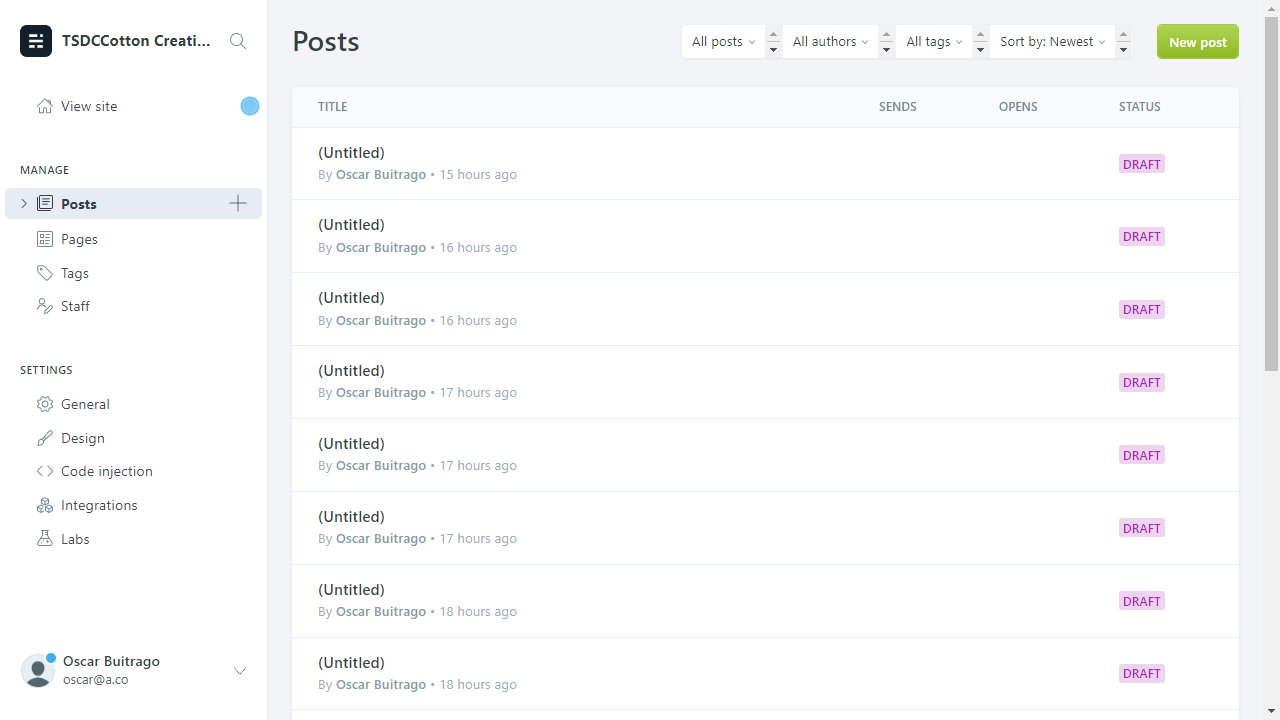 TSDCCotton Creati...
View site
MANAGE
Posts
Pages
Tags
Staff
SETTINGS
General
Design
Code injection
Integrations
Labs
Oscar Buitrago
oscar@a.co
Posts
All posts
All authors
All tags
Sort by: Newest
New post
TITLE SENDS OPENS STATUS
(Untitled)
By Oscar Buitrago • 15 hours ago
DRAFT
(Untitled)
By Oscar Buitrago • 16 hours ago
DRAFT
(Untitled)
By Oscar Buitrago • 16 hours ago
DRAFT
(Untitled)
By Oscar Buitrago • 17 hours ago
DRAFT
(Untitled)
By Oscar Buitrago • 17 hours ago
DRAFT
(Untitled)
By Oscar Buitrago • 17 hours ago
DRAFT
(Untitled)
By Oscar Buitrago • 18 hours ago
DRAFT
(Untitled)
By Oscar Buitrago • 18 hours ago
DRAFT